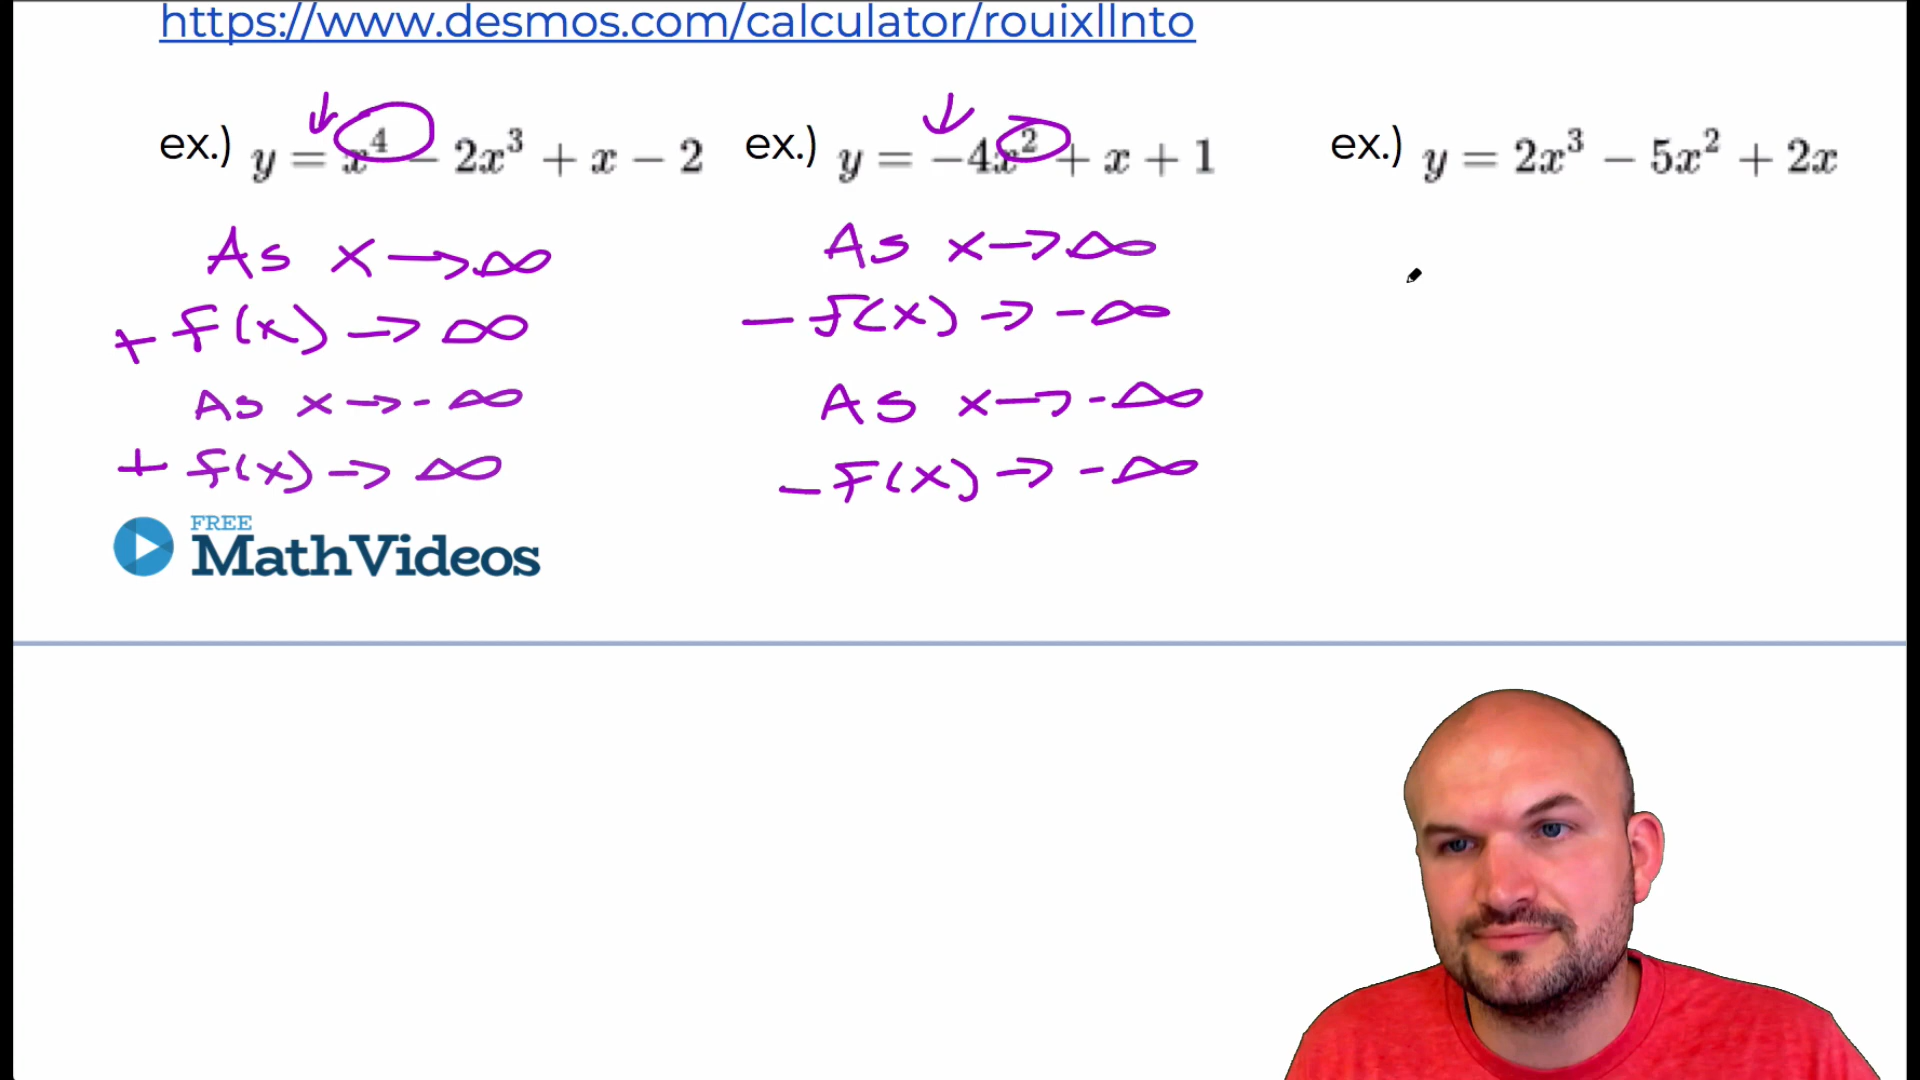 https://www.desmos.com/calculator/rouixllnto
ex.) y = x⁴ − 2x³ + x − 2
As x → ∞
+ f(x) → ∞
As x → - ∞
+ f(x) → ∞
ex.) y = −4x² + x + 1
As x → ∞
- f(x) → -∞
As x → -∞
- f(x) → -∞
ex.) y = 2x³ − 5x² + 2x
FREE
MathVideos